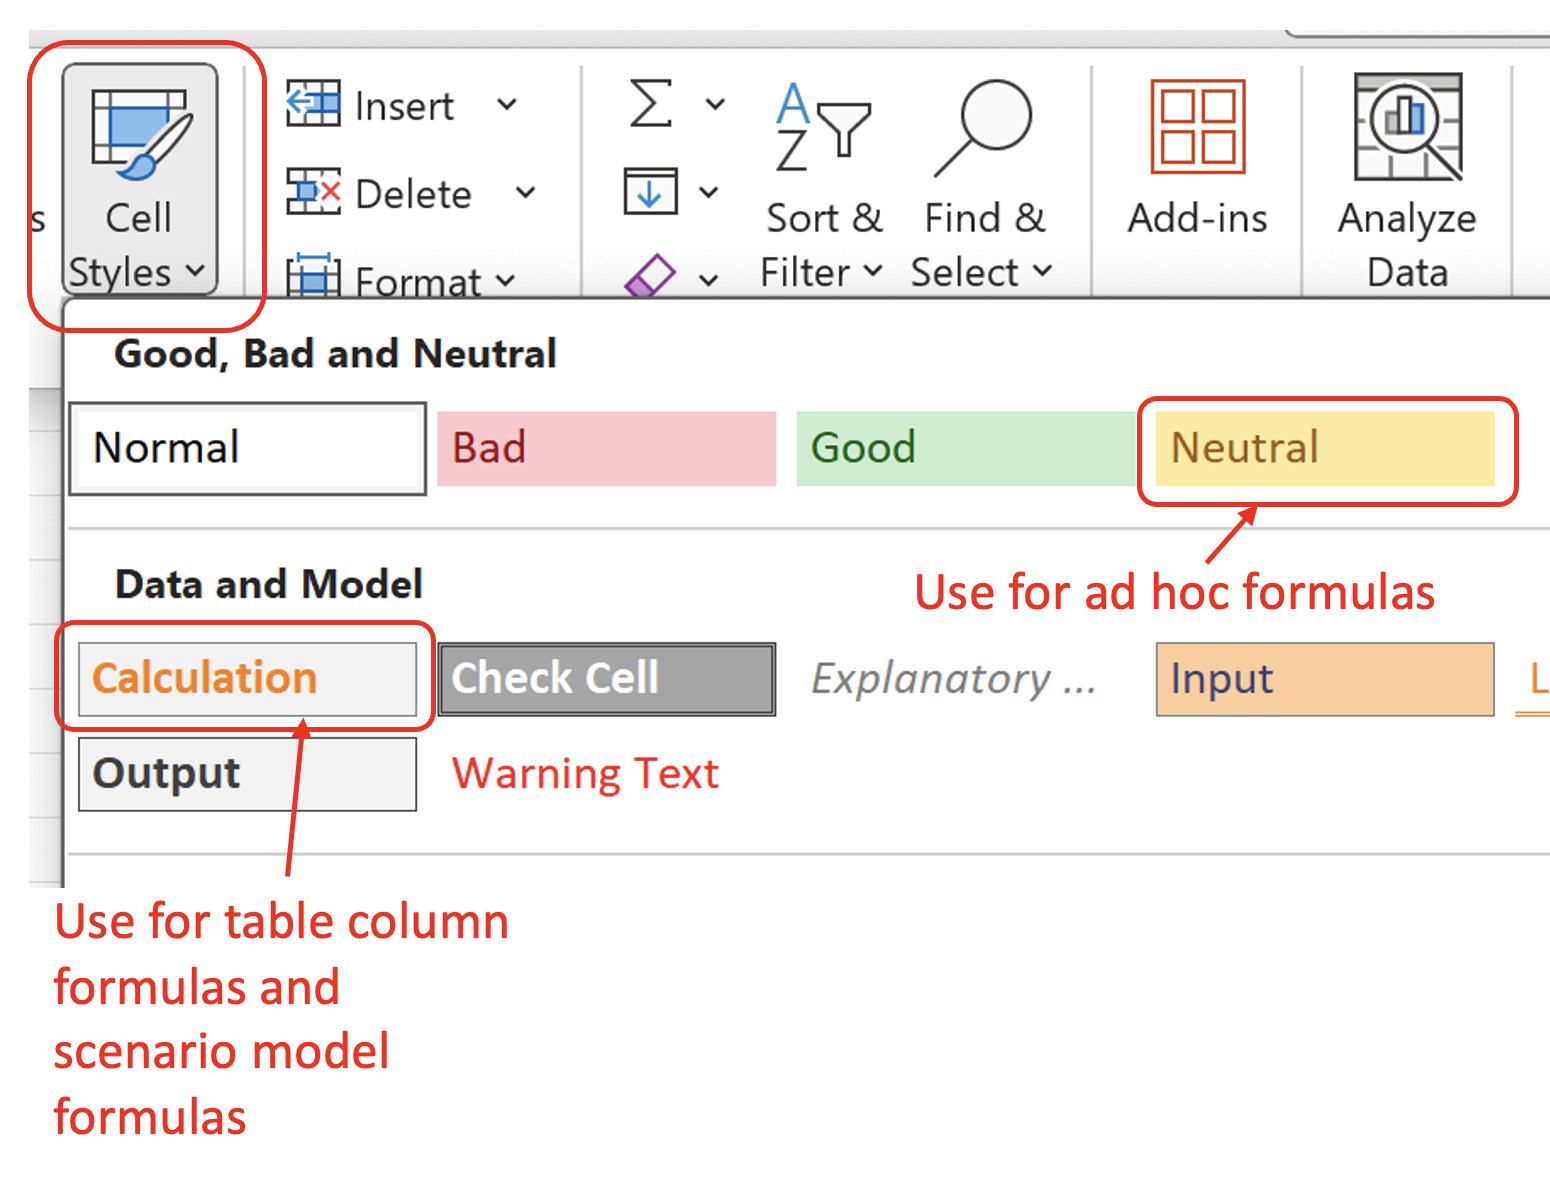 Insert
Delete
Format
s
Cell
Styles
A
Z
Sort &
Filter
Find &
Select
Add-ins
Analyze
Data
Good, Bad and Neutral
Normal
Bad
Good
Neutral
Use for ad hoc formulas
Data and Model
Calculation
Check Cell
Explanatory ...
Input
L
Output
Warning Text
Use for table column
formulas and
scenario model
formulas